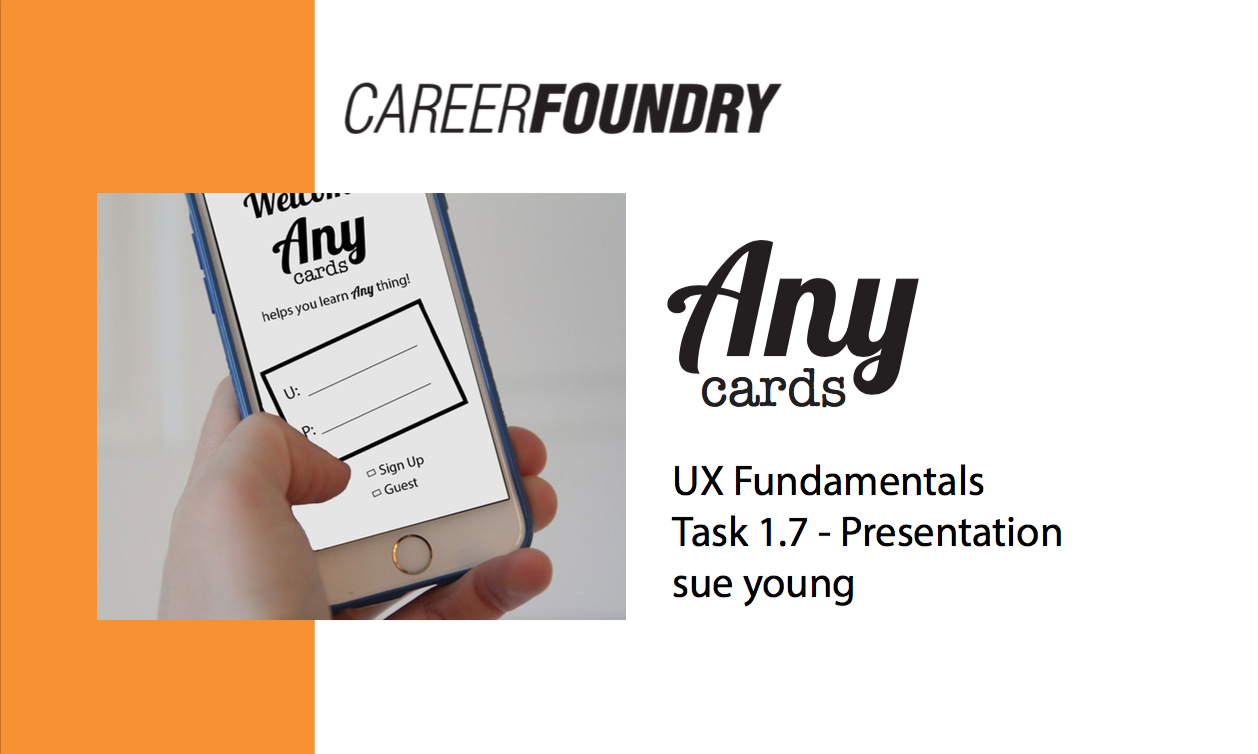 CAREERFOUNDRY
Any
cards
helps you learn Any thing!
U:
P:
Sign Up
Guest
Any
cards
UX Fundamentals
Task 1.7 - Presentation
sue young